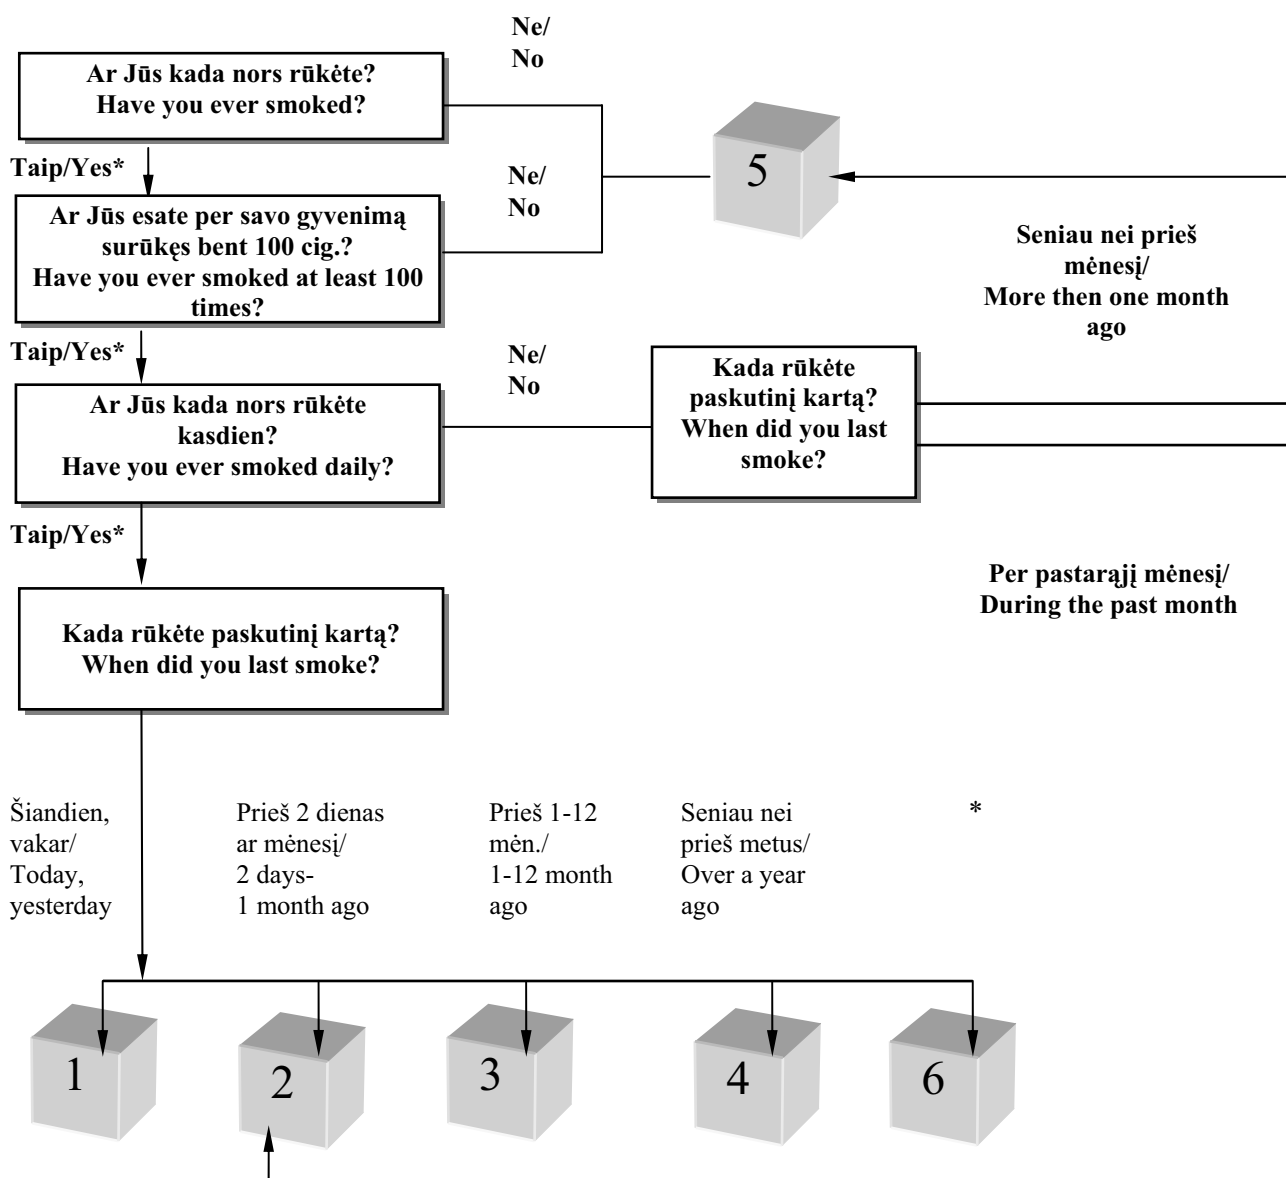 Ne/
No
Ar Jūs kada nors rūkėte?
Have you ever smoked?
Taip/Yes*
Ne/
No
5
Ar Jūs esate per savo gyvenimą
surūkęs bent 100 cig.?
Have you ever smoked at least 100
times?
Seniau nei prieš
mėnesį/
More then one month
ago
Taip/Yes*
Ne/
No
Kada rūkėte
paskutinį kartą?
When did you last
smoke?
Ar Jūs kada nors rūkėte
kasdien?
Have you ever smoked daily?
Taip/Yes*
Per pastarąjį mėnesį/
During the past month
Kada rūkėte paskutinį kartą?
When did you last smoke?
Šiandien,
vakar/
Today,
yesterday
Prieš 2 dienas
ar mėnesį/
2 days-
1 month ago
Prieš 1-12
mėn./
1-12 month
ago
Seniau nei
prieš metus/
Over a year
ago
*
1
2
3
4
6